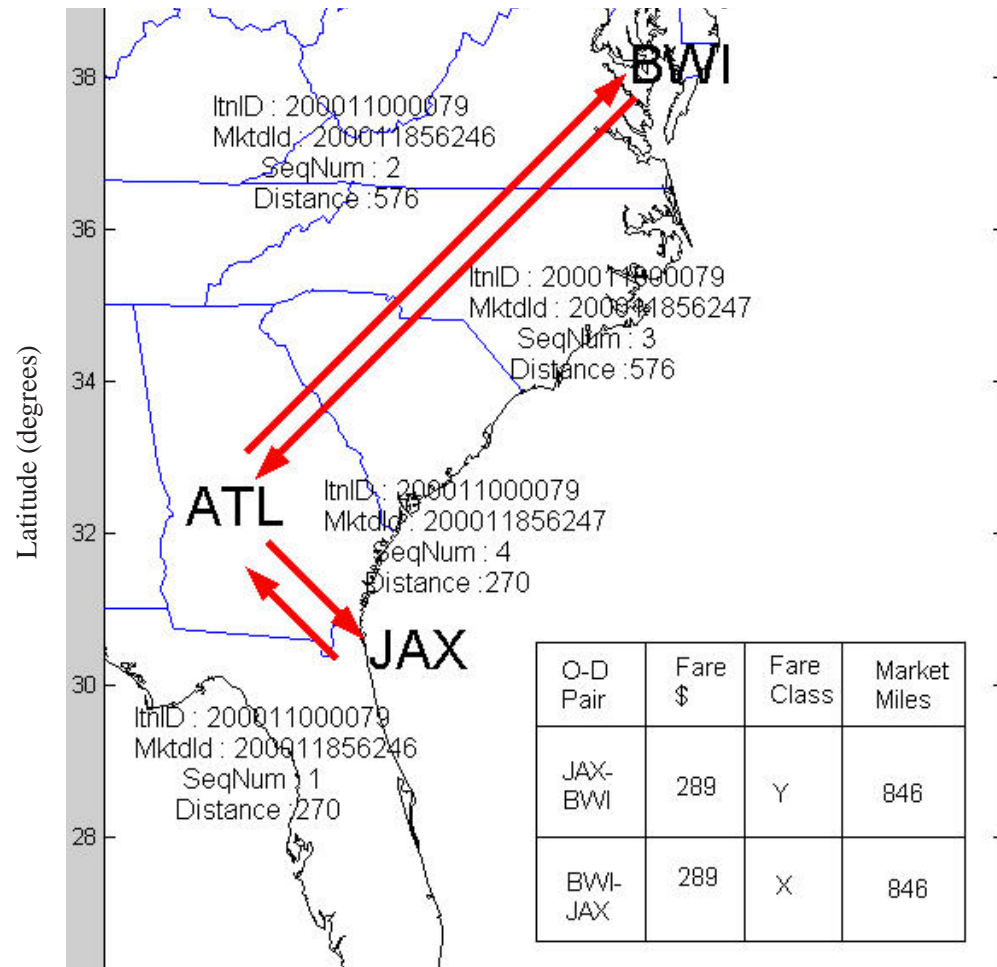 BWI
38
ItnID : 200011000079
MktdId : 200011856246
SeqNum : 2
Distance :576
36
ItnID : 200011000079
MktdId : 200011856247
SeqNum : 3
Distance :576
34
Latitude (degrees)
ATL
ItnID : 200011000079
MktdId : 200011856247
SeqNum : 4
Distance :270
32
JAX
30
ItnID : 200011000079
MktdId : 200011856246
SeqNum : 1
Distance :270
28
O-D Pair Fare $ Fare Class Market Miles
JAX-BWI 289 Y 846
BWI-JAX 289 X 846